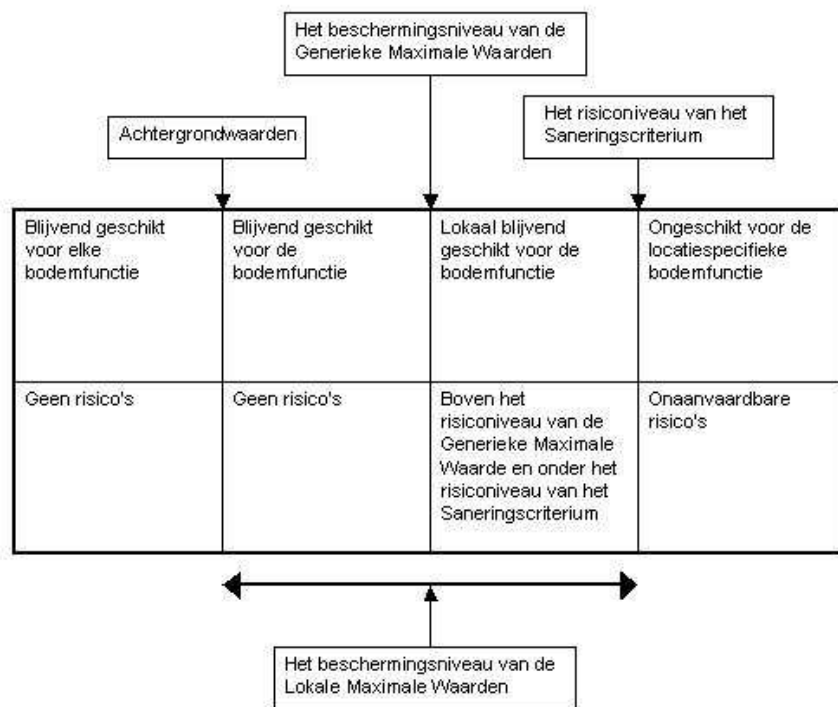 Het beschermingsniveau van de
Generieke Maximale Waarden
Achtergrondwaarden
Het risiconiveau van het
Saneringscriterium
Blijvend geschikt
voor elke
bodemfunctie
Blijvend geschikt
voor de
bodemfunctie
Lokaal blijvend
geschikt voor de
bodemfunctie
Ongeschikt voor de
locatiespecifieke
bodemfunctie
Geen risico's
Geen risico's
Boven het
risiconiveau van de
Generieke Maximale
Waarde en onder het
risiconiveau van het
Saneringscriterium
Onaanvaardbare
risico's
Het beschermingsniveau van de
Lokale Maximale Waarden